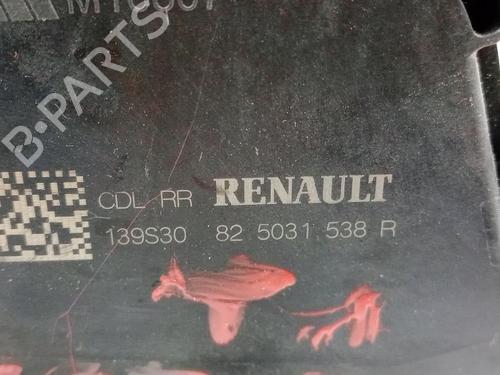 B-PARTS
CDL RR RENAULT
139S30 82 5031 538 R